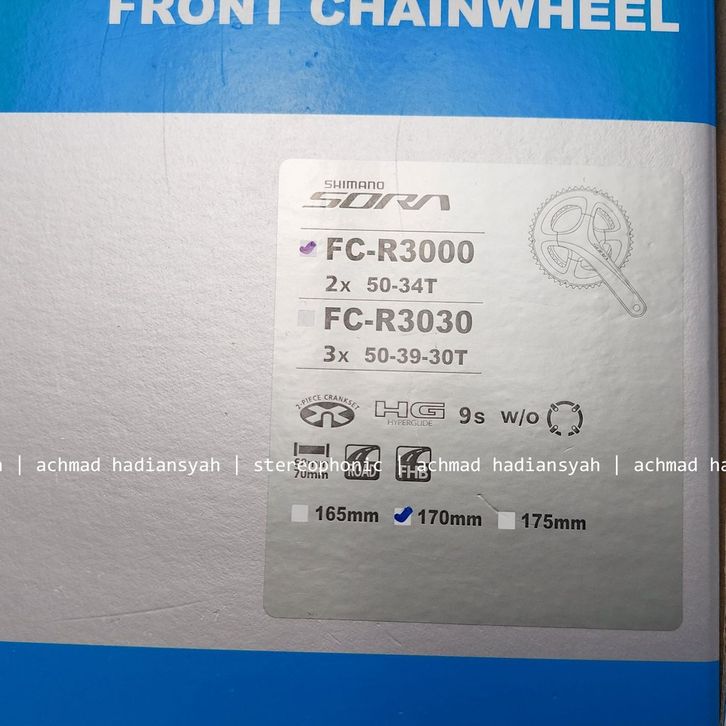 FRONT CHAINWHEEL
SHIMANO
SORA
FC-R3000
2x 50-34T
FC-R3030
3x 50-39-30T
2-PIECE CRANKSET
HG 9s w/o
HYPERGLIDE
| achmad hadiansyah | stereophonic | achmad hadiansyah | achmad
70mm ROAD FHB
165mm 170mm 175mm